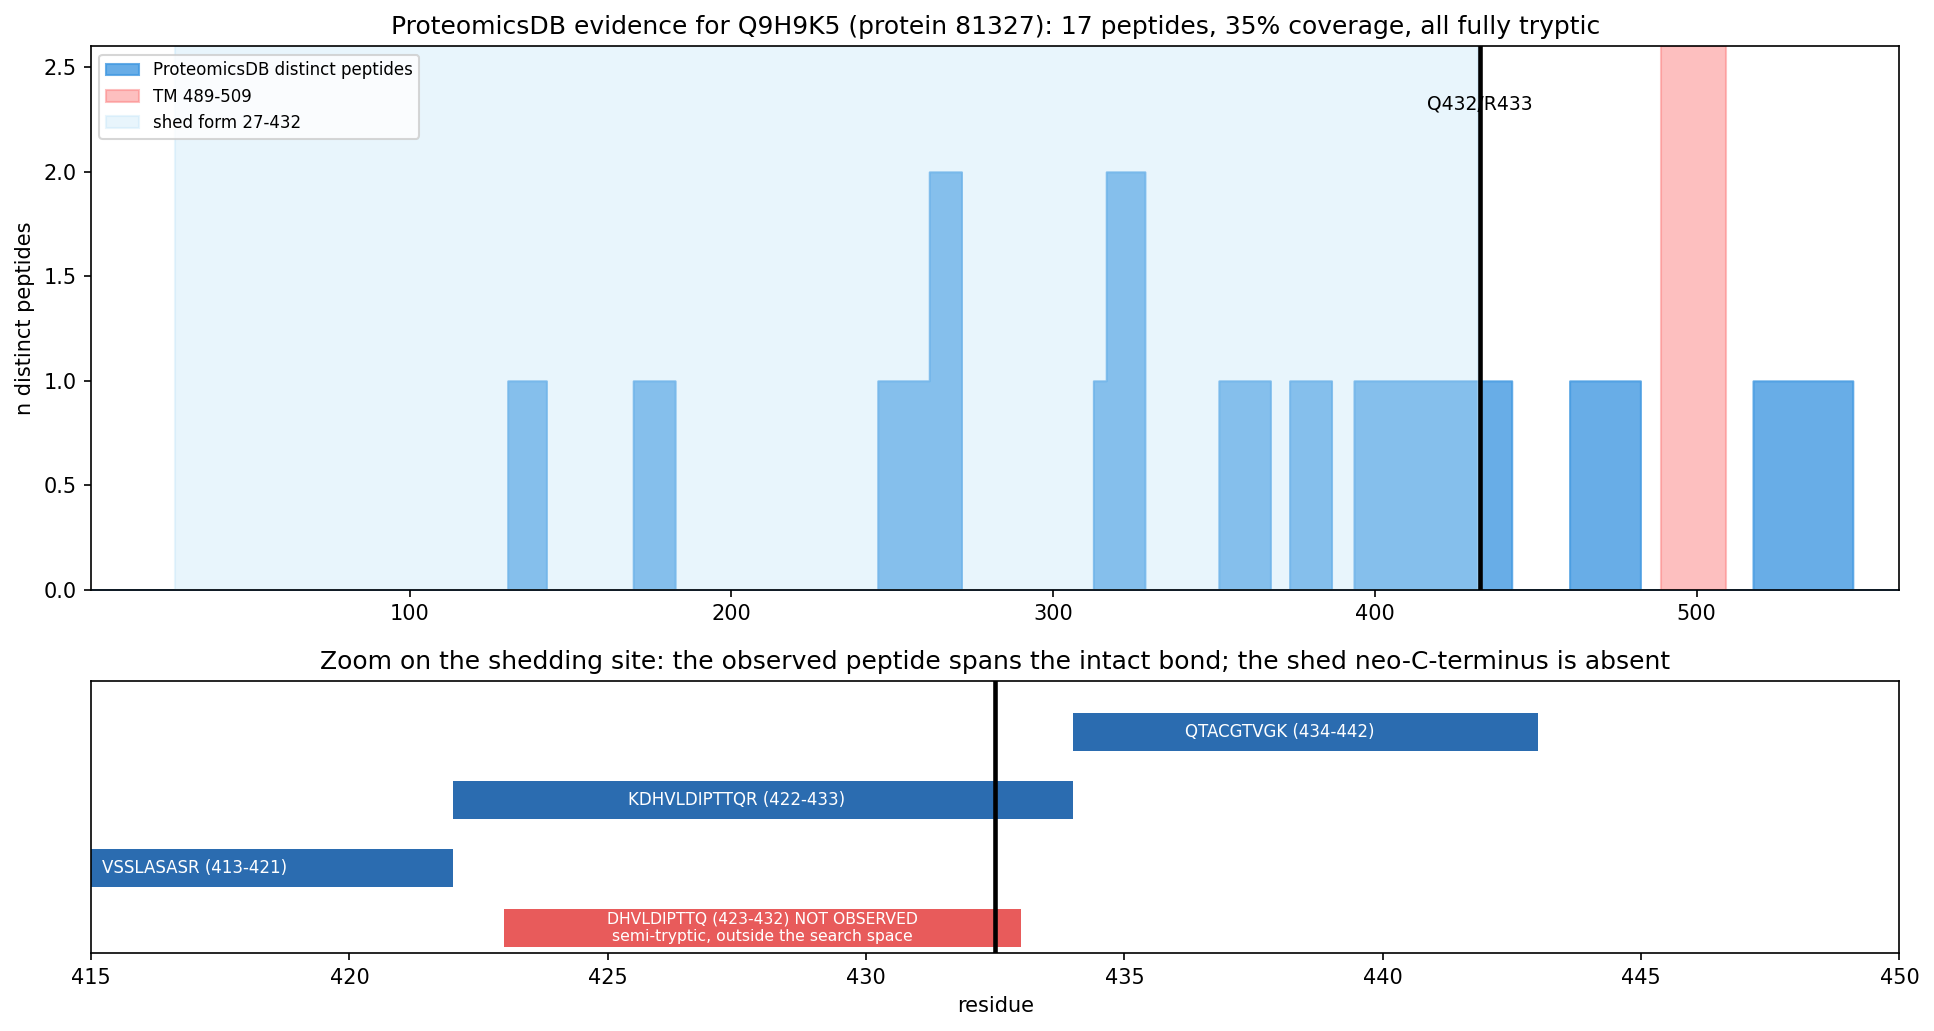 ProteomicsDB evidence for Q9H9K5 (protein 81327): 17 peptides, 35% coverage, all fully tryptic
n distinct peptides
2.5
2.0
1.5
1.0
0.5
0.0
ProteomicsDB distinct peptides
TM 489-509
shed form 27-432
Q432/R433
100
200
300
400
500
Zoom on the shedding site: the observed peptide spans the intact bond; the shed neo-C-terminus is absent
QTACGTVGK (434-442)
KDHVLDIPTTQR (422-433)
VSSLASASR (413-421)
DHVLDIPTTQ (423-432) NOT OBSERVED
semi-tryptic, outside the search space
415
420
425
430
435
440
445
450
residue